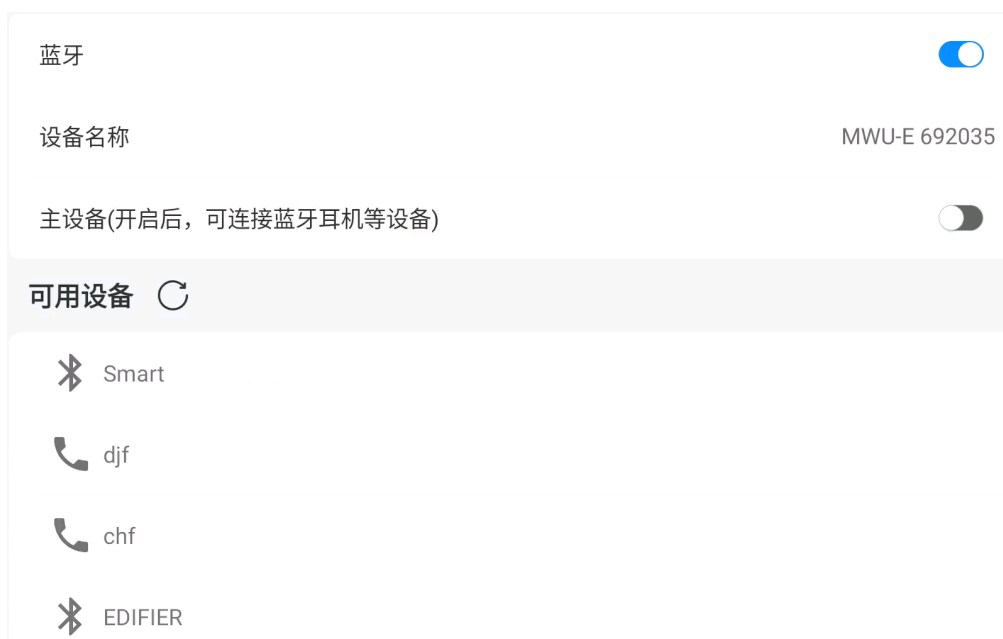 蓝牙
设备名称 MWU-E 692035
主设备(开启后，可连接蓝牙耳机等设备)
可用设备
Smart
djf
chf
EDIFIER